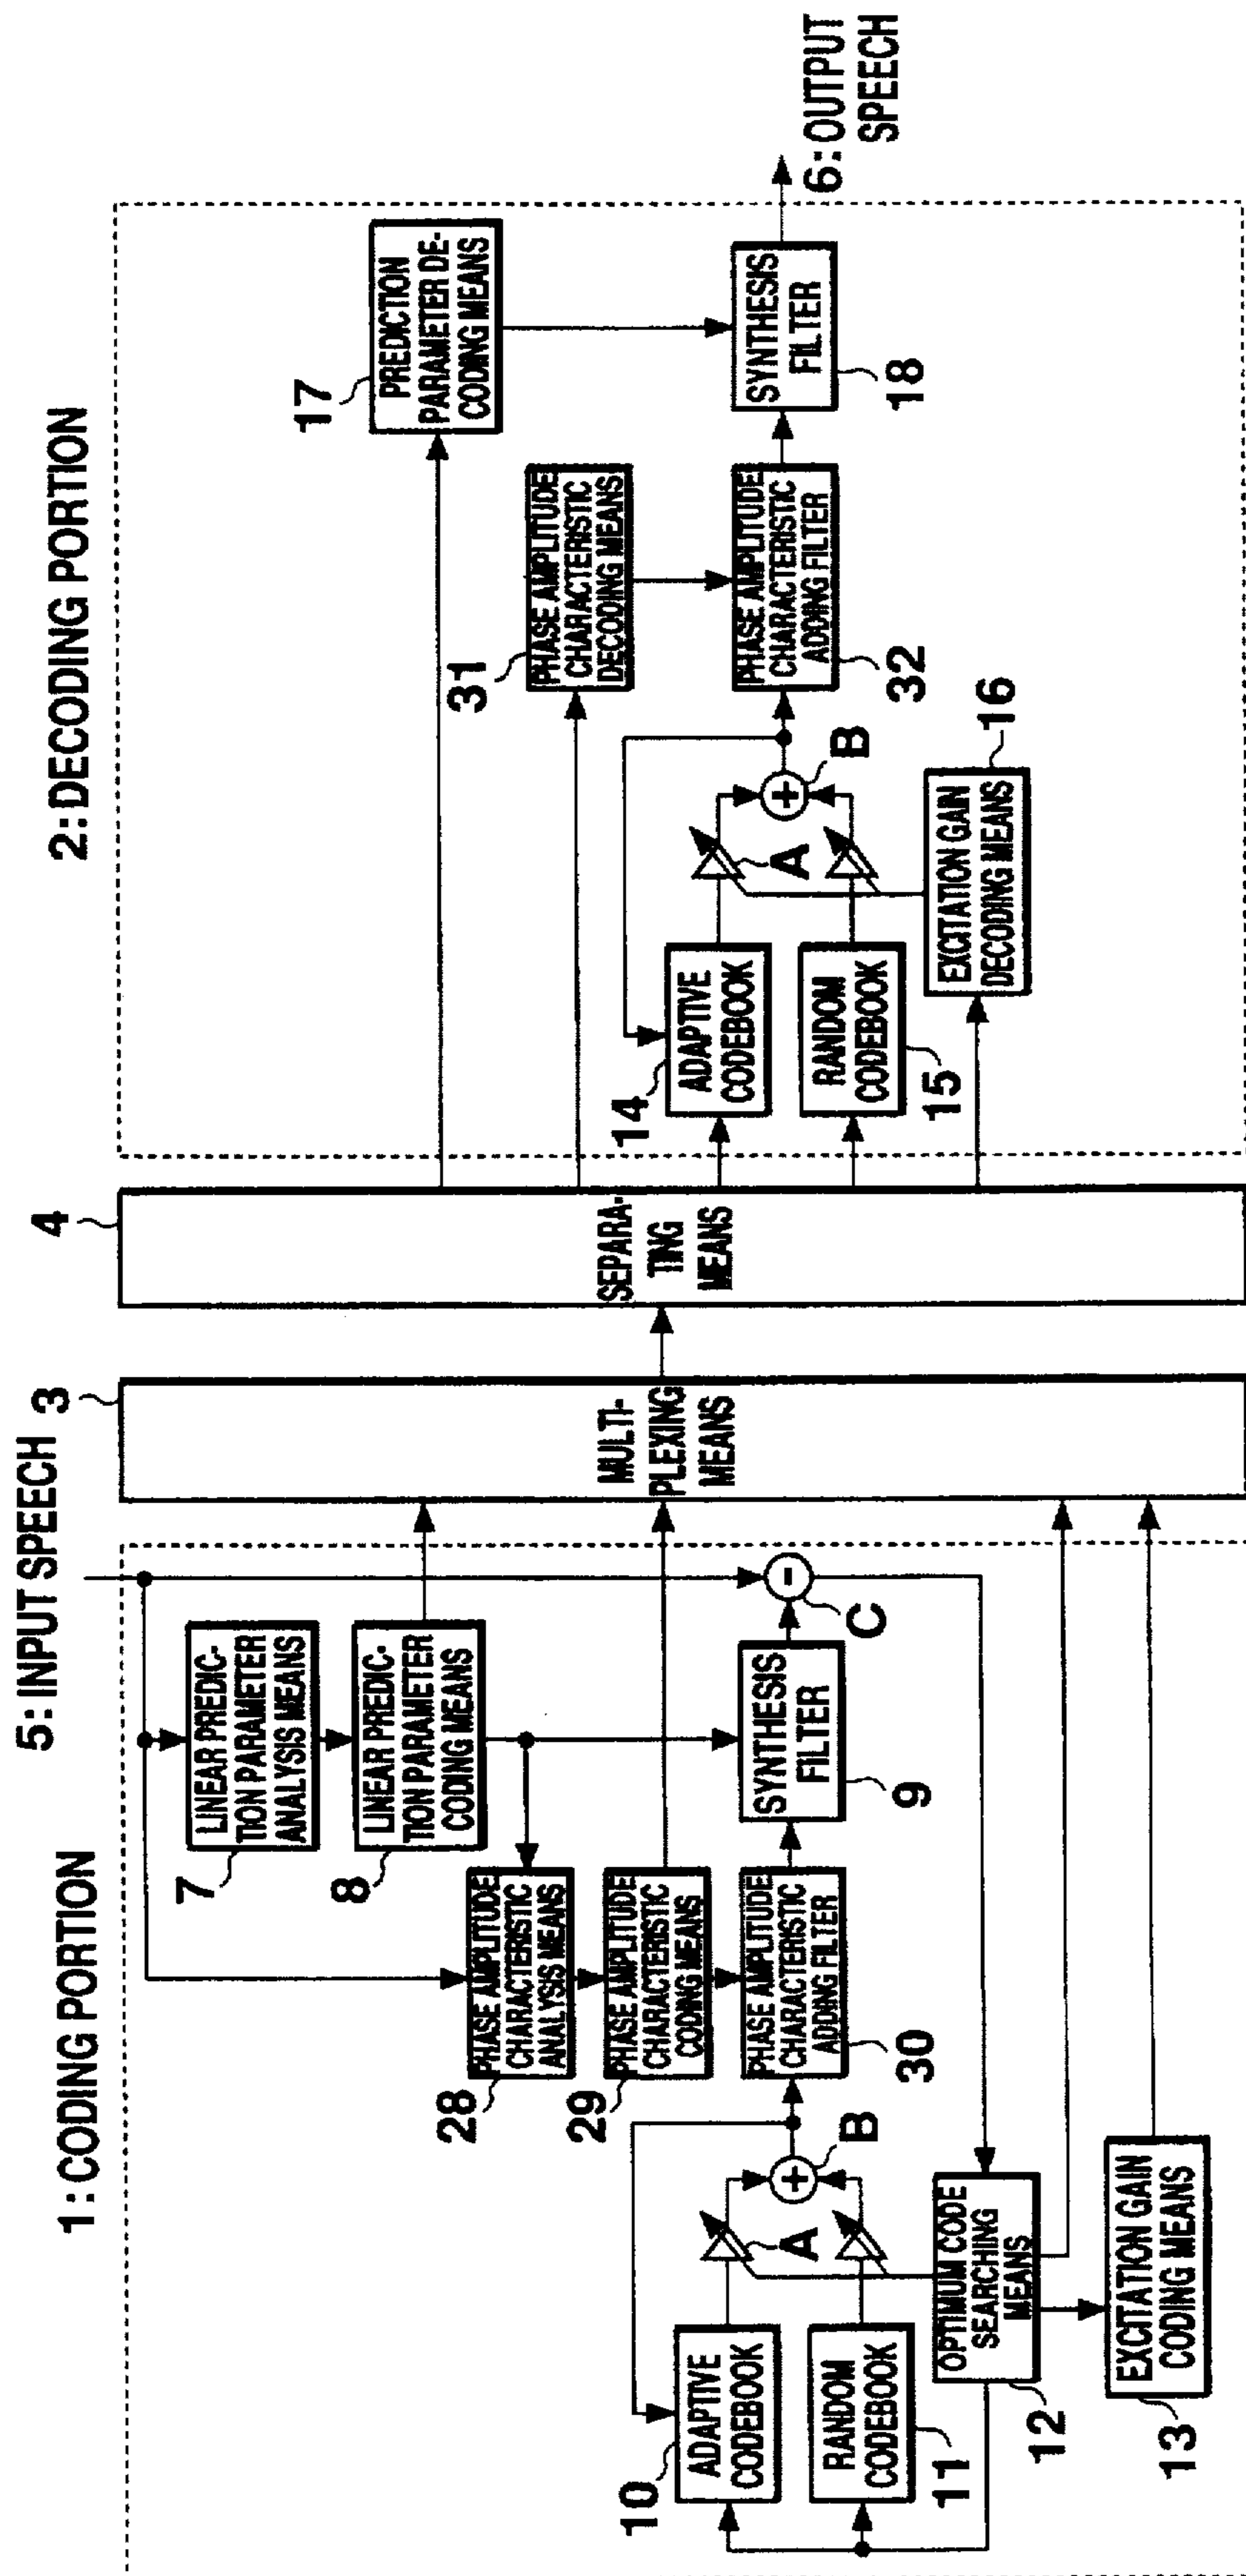 1: CODING PORTION
5: INPUT SPEECH
3
4
2: DECODING PORTION
LINEAR PREDIC-
TION PARAMETER
ANALYSIS MEANS
7
LINEAR PREDIC-
TION PARAMETER
CODING MEANS
8
PHASE AMPLITUDE
CHARACTERISTIC
ANALYSIS MEANS
28
PHASE AMPLITUDE
CHARACTERISTIC
CODING MEANS
29
PHASE AMPLITUDE
CHARACTERISTIC
ADDING FILTER
30
SYNTHESIS
FILTER
9
-
C
10
ADAPTIVE
CODEBOOK
A
+
B
RANDOM
CODEBOOK
11
OPTIMUM CODE
SEARCHING
MEANS
12
EXCITATION GAIN
CODING MEANS
13
MULTI-
PLEXING
MEANS
SEPARA-
TING
MEANS
17
PREDICTION
PARAMETER DE-
CODING MEANS
31
PHASE AMPLITUDE
CHARACTERISTIC
DECODING MEANS
14
ADAPTIVE
CODEBOOK
A
+
B
PHASE AMPLITUDE
CHARACTERISTIC
ADDING FILTER
32
SYNTHESIS
FILTER
18
6: OUTPUT
SPEECH
RANDOM
CODEBOOK
15
EXCITATION GAIN
DECODING MEANS
16